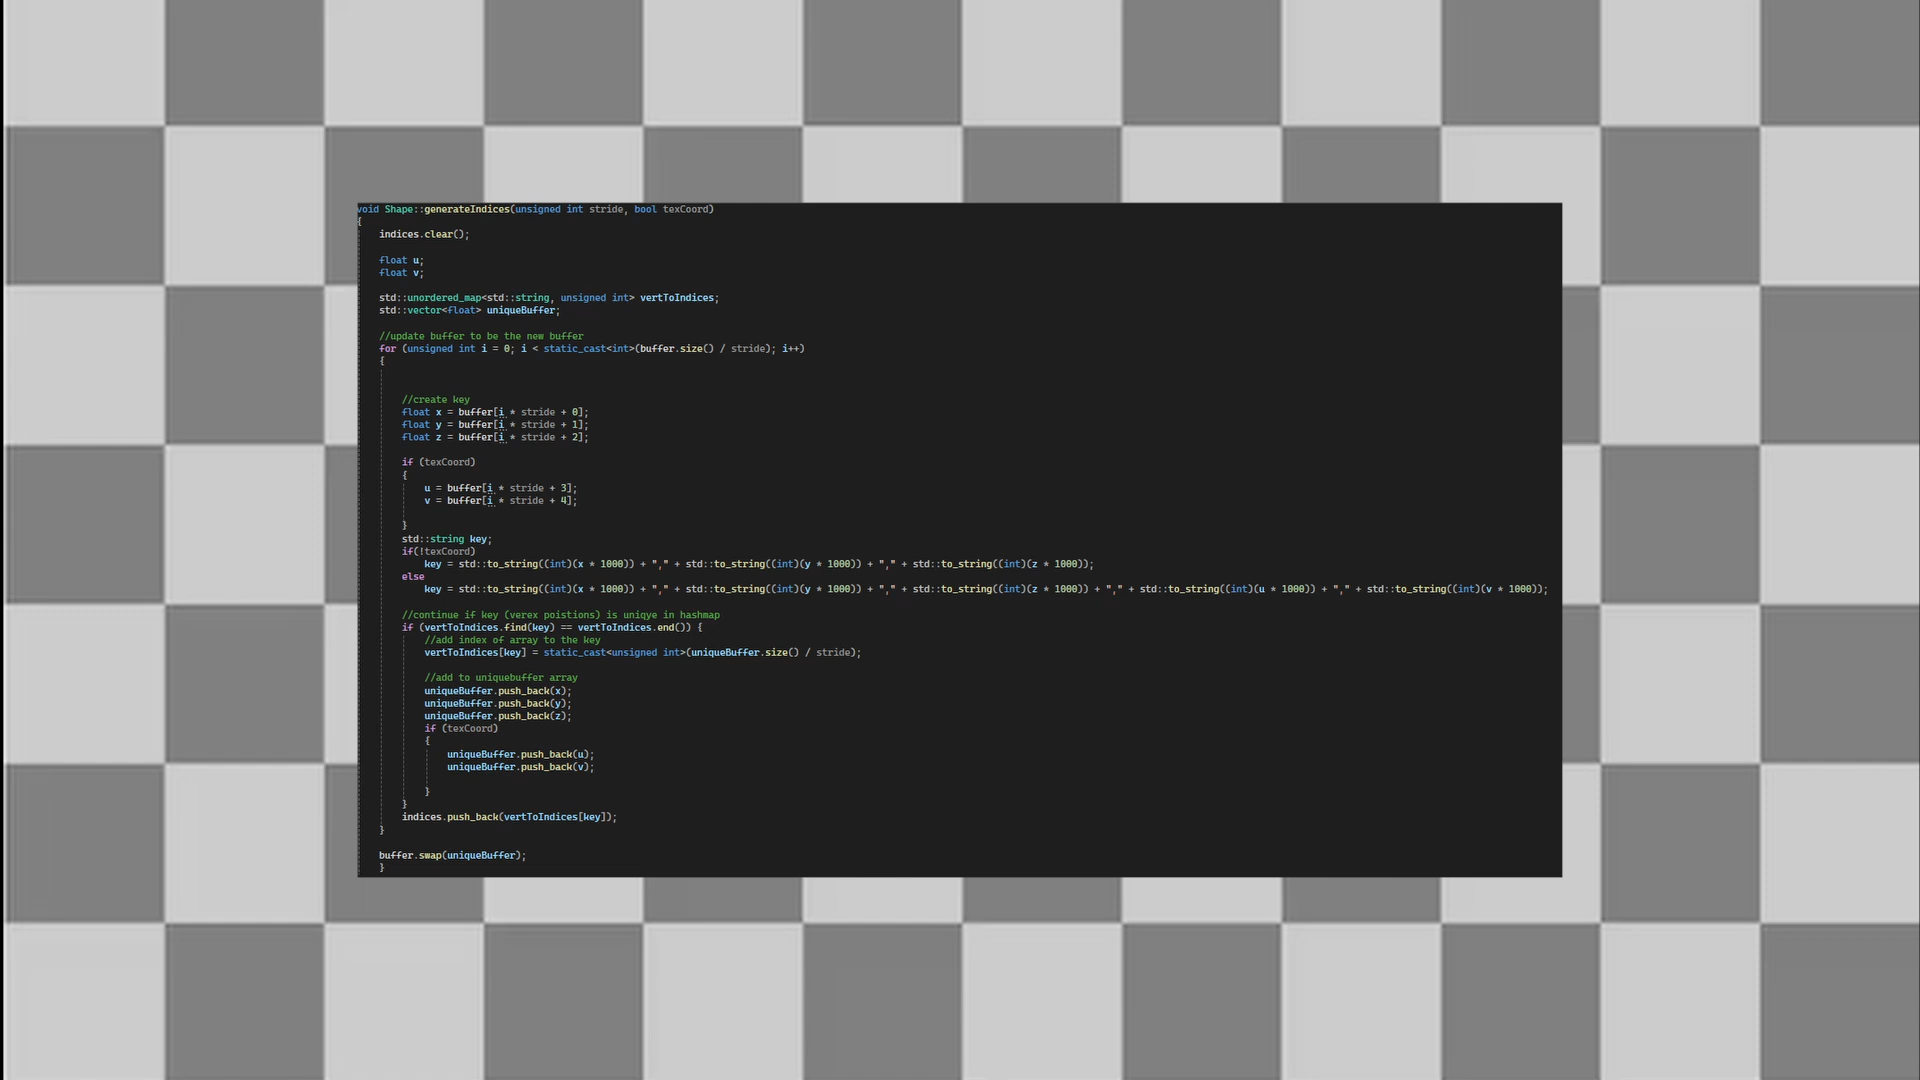 void Shape::generateIndices(unsigned int stride, bool texCoord)
{
indices.clear();
float u;
float v;
std::unordered_map<std::string, unsigned int> vertToIndices;
std::vector<float> uniqueBuffer;
//update buffer to be the new buffer
for (unsigned int i = 0; i < static_cast<int>(buffer.size() / stride); i++)
{
//create key
float x = buffer[i * stride + 0];
float y = buffer[i * stride + 1];
float z = buffer[i * stride + 2];
if (texCoord)
{
u = buffer[i * stride + 3];
v = buffer[i * stride + 4];
}
std::string key;
if(!texCoord)
key = std::to_string((int)(x * 1000)) + "," + std::to_string((int)(y * 1000)) + "," + std::to_string((int)(z * 1000));
else
key = std::to_string((int)(x * 1000)) + "," + std::to_string((int)(y * 1000)) + "," + std::to_string((int)(z * 1000)) + "," + std::to_string((int)(u * 1000)) + "," + std::to_string((int)(v * 1000));
//continue if key (verex poistions) is uniqye in hashmap
if (vertToIndices.find(key) == vertToIndices.end()) {
//add index of array to the key
vertToIndices[key] = static_cast<unsigned int>(uniqueBuffer.size() / stride);
//add to uniquebuffer array
uniqueBuffer.push_back(x);
uniqueBuffer.push_back(y);
uniqueBuffer.push_back(z);
if (texCoord)
{
uniqueBuffer.push_back(u);
uniqueBuffer.push_back(v);
}
}
indices.push_back(vertToIndices[key]);
}
buffer.swap(uniqueBuffer);
}